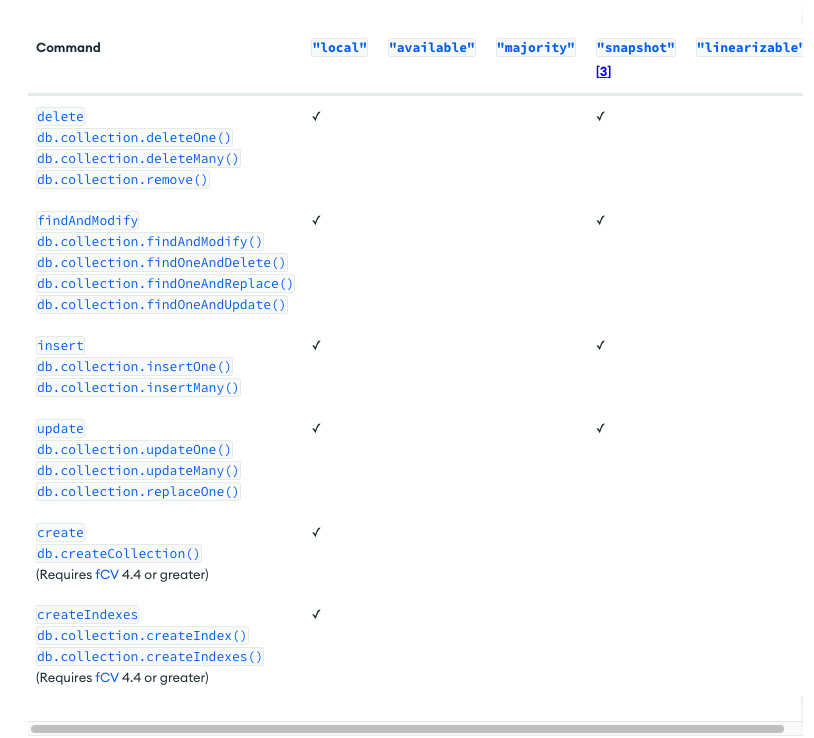 Command "local" "available" "majority" "snapshot" "linearizable"
[3]
delete ✓ ✓
db.collection.deleteOne()
db.collection.deleteMany()
db.collection.remove()
findAndModify ✓ ✓
db.collection.findAndModify()
db.collection.findOneAndDelete()
db.collection.findOneAndReplace()
db.collection.findOneAndUpdate()
insert ✓ ✓
db.collection.insertOne()
db.collection.insertMany()
update ✓ ✓
db.collection.updateOne()
db.collection.updateMany()
db.collection.replaceOne()
create ✓
db.createCollection()
(Requires fCV 4.4 or greater)
createIndexes ✓
db.collection.createIndex()
db.collection.createIndexes()
(Requires fCV 4.4 or greater)